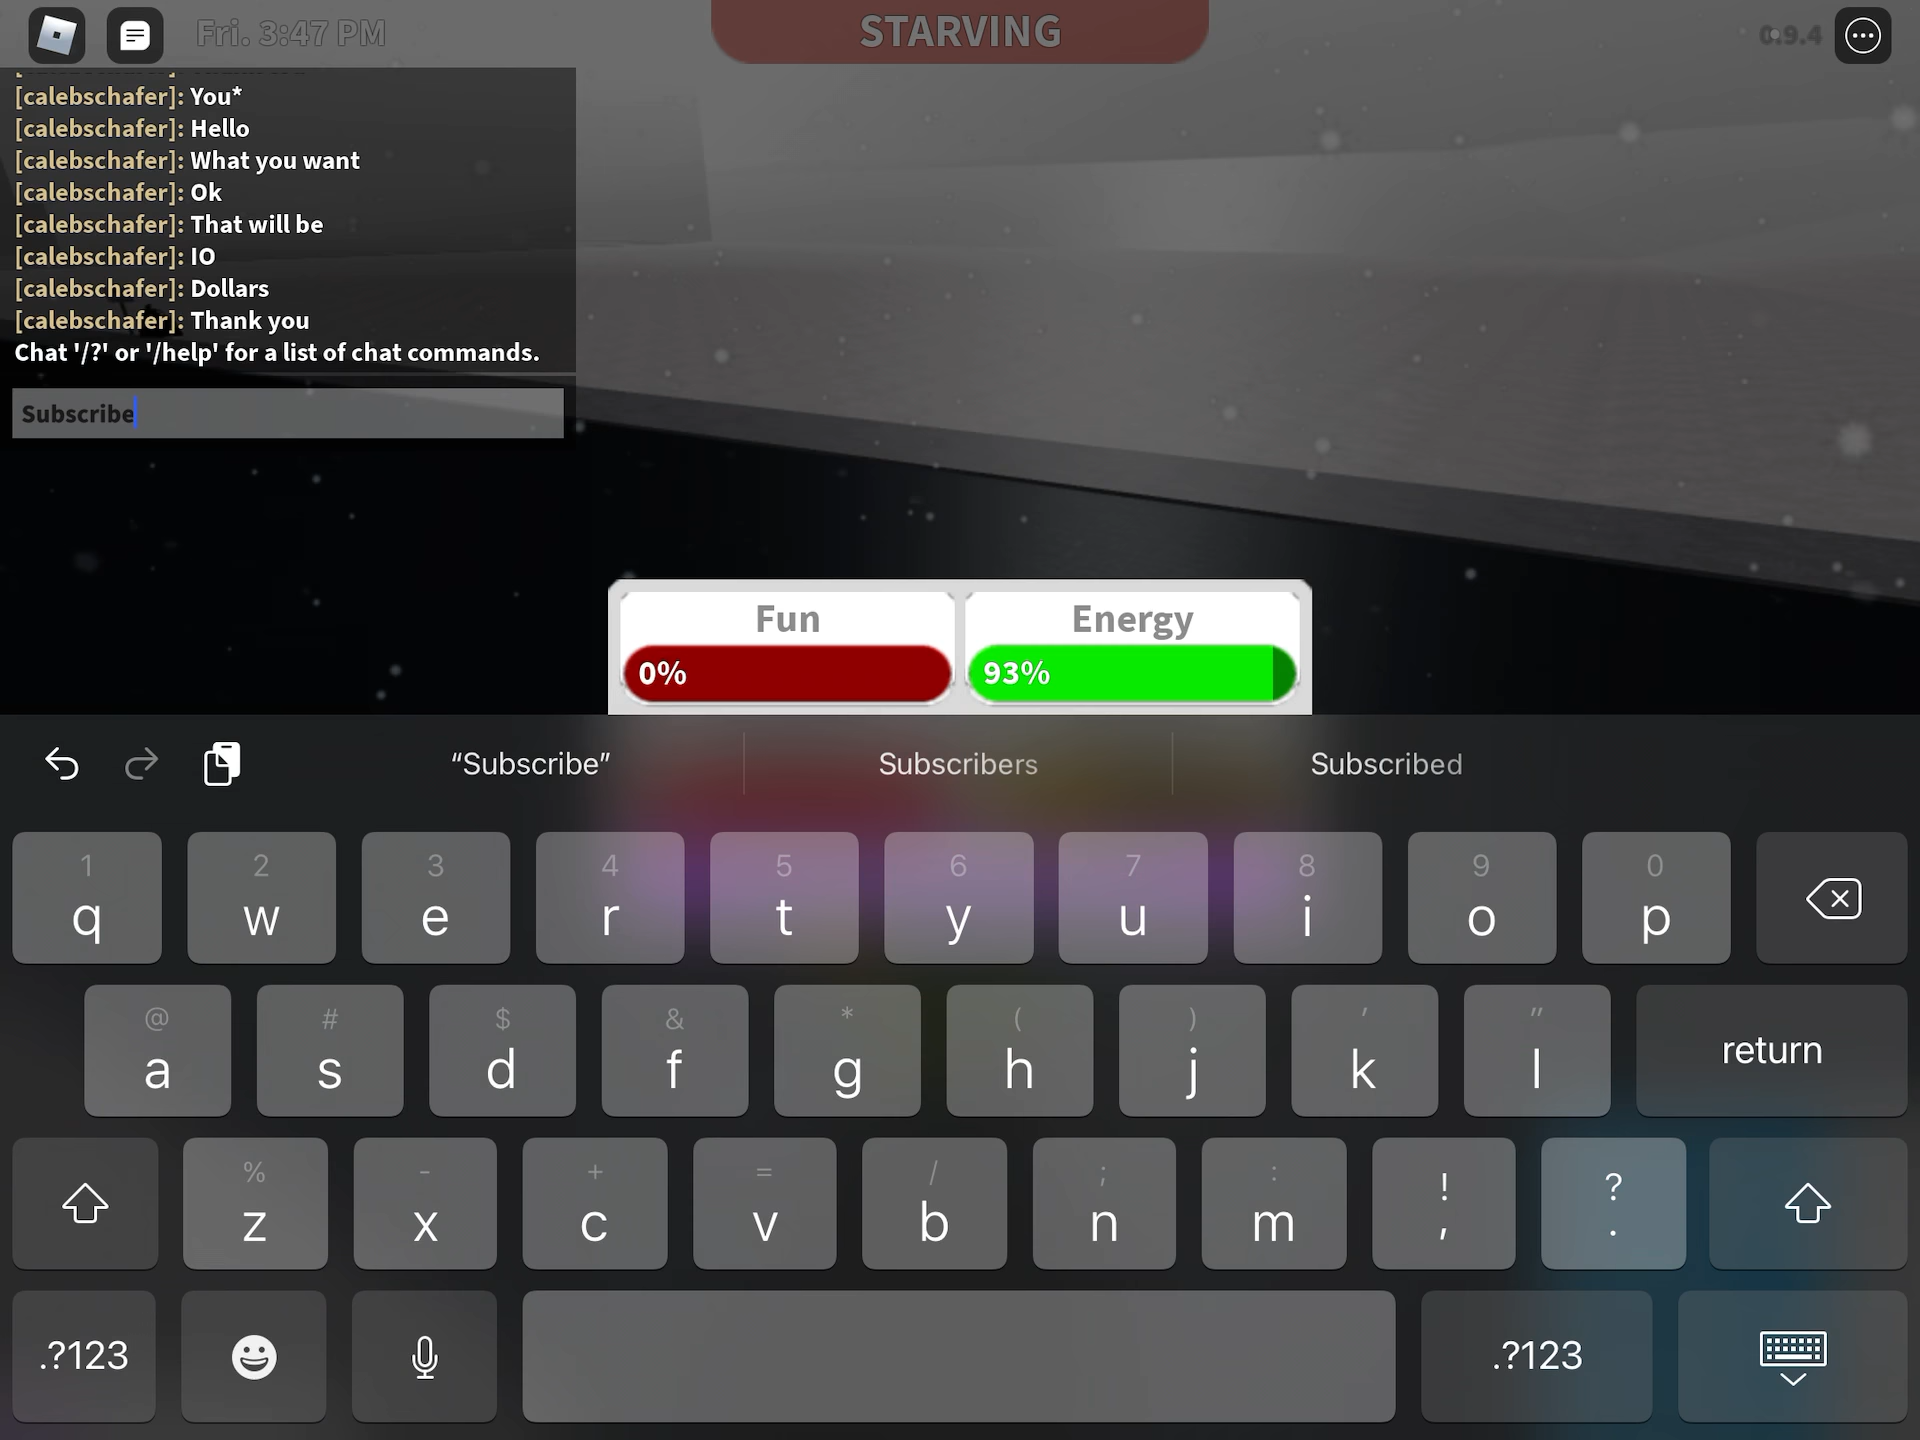 Fri. 3:47 PM
STARVING
0.9.4
[calebschafer]: You*
[calebschafer]: Hello
[calebschafer]: What you want
[calebschafer]: Ok
[calebschafer]: That will be
[calebschafer]: IO
[calebschafer]: Dollars
[calebschafer]: Thank you
Chat '/?' or '/help' for a list of chat commands.
Subscribe
Fun Energy
0% 93%
“Subscribe” Subscribers Subscribed
1 2 3 4 5 6 7 8 9 0
q w e r t y u i o p
@ # $ & * ( ) ' "
a s d f g h j k l return
% - + = / ; : ! ?
z x c v b n m , .
.?123 .?123